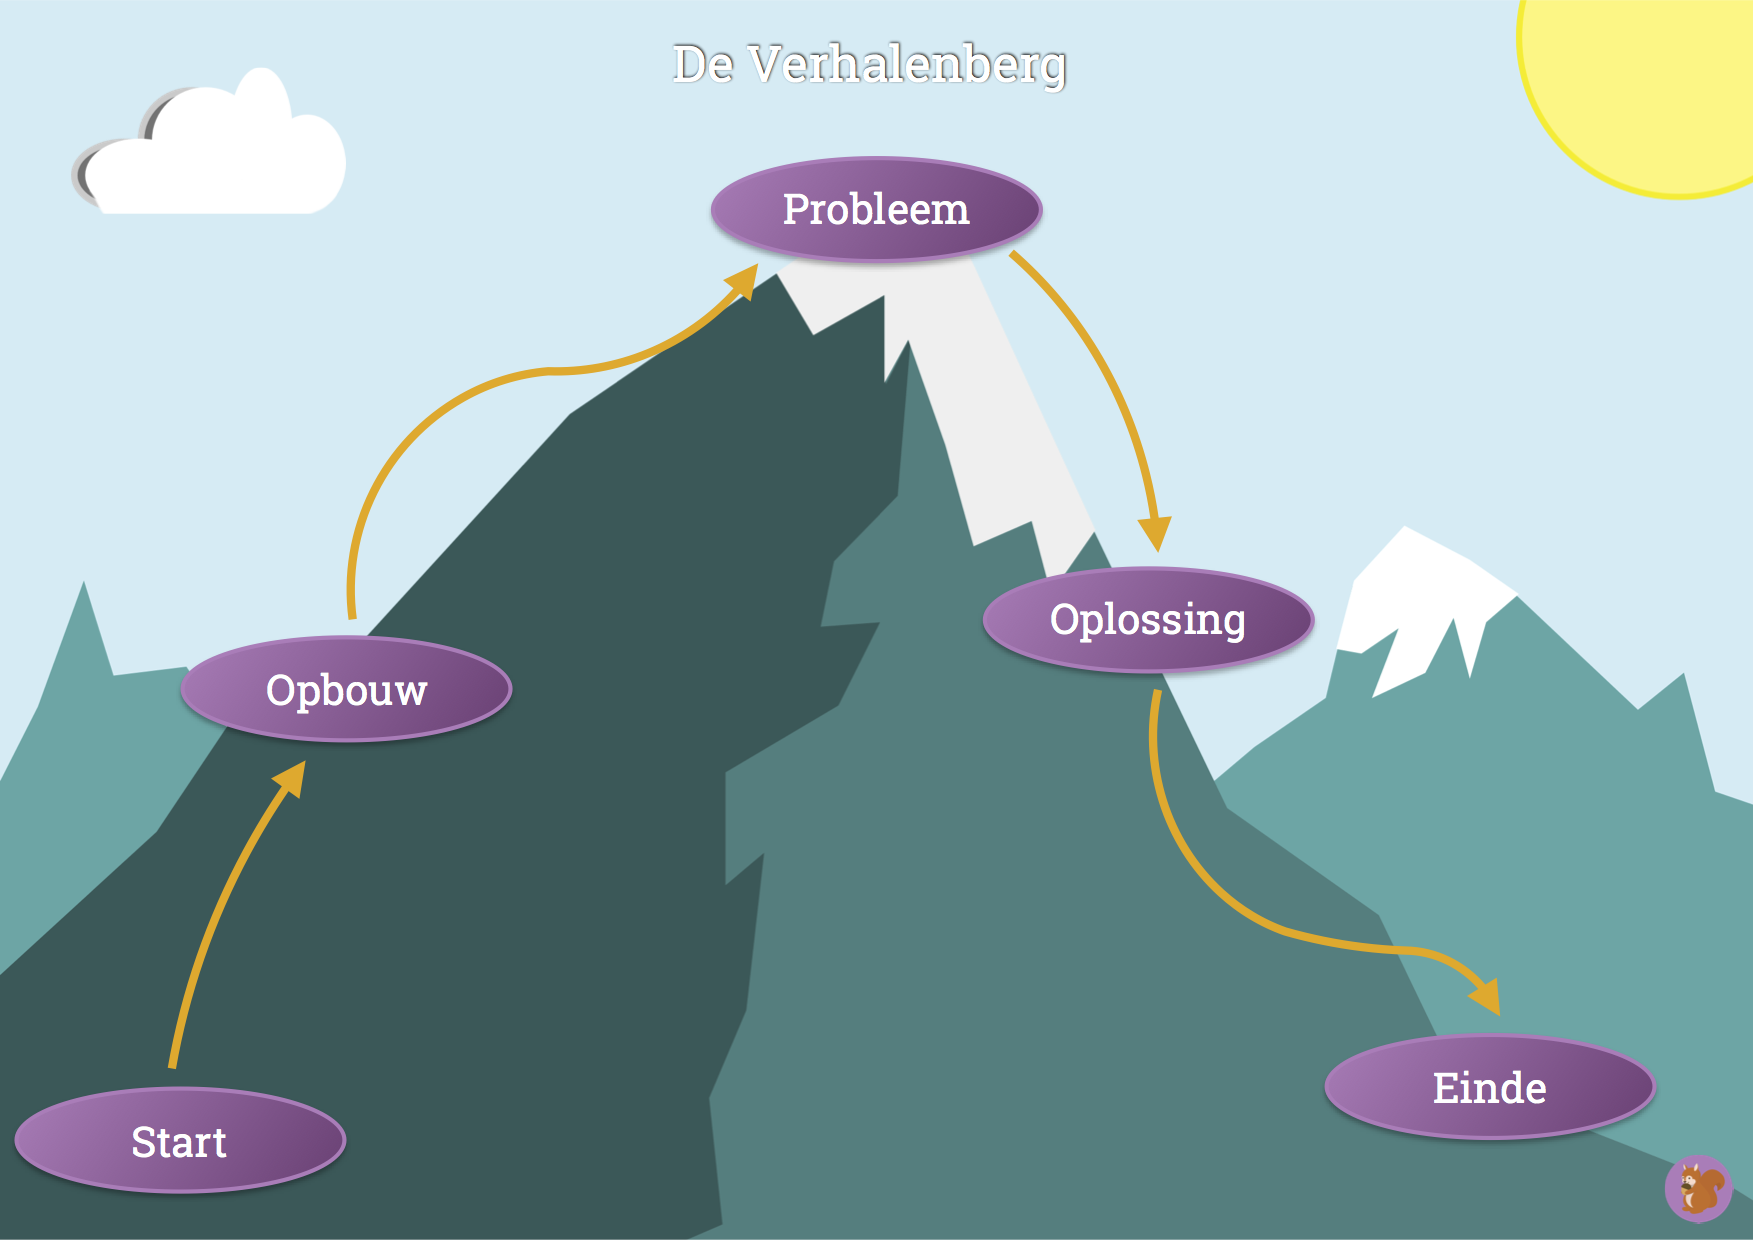 De Verhalenberg
Probleem
Oplossing
Opbouw
Einde
Start